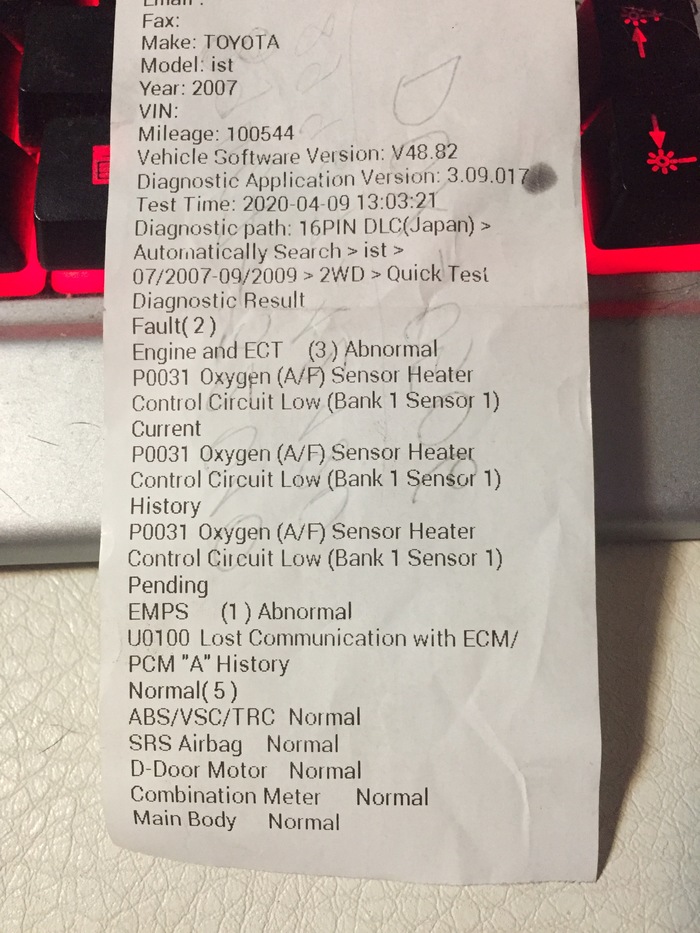 Fax:
Make: TOYOTA
Model: ist
Year: 2007
VIN:
Mileage: 100544
Vehicle Software Version: V48.82
Diagnostic Application Version: 3.09.017
Test Time: 2020-04-09 13:03:21
Diagnostic path: 16PIN DLC(Japan) >
Automatically Search > ist >
07/2007-09/2009 > 2WD > Quick Test
Diagnostic Result
Fault( 2 )
Engine and ECT (3 ) Abnormal
P0031 Oxygen (A/F) Sensor Heater
Control Circuit Low (Bank 1 Sensor 1)
Current
P0031 Oxygen (A/F) Sensor Heater
Control Circuit Low (Bank 1 Sensor 1)
History
P0031 Oxygen (A/F) Sensor Heater
Control Circuit Low (Bank 1 Sensor 1)
Pending
EMPS (1 ) Abnormal
U0100 Lost Communication with ECM/
PCM "A" History
Normal( 5 )
ABS/VSC/TRC Normal
SRS Airbag Normal
D-Door Motor Normal
Combination Meter Normal
Main Body Normal